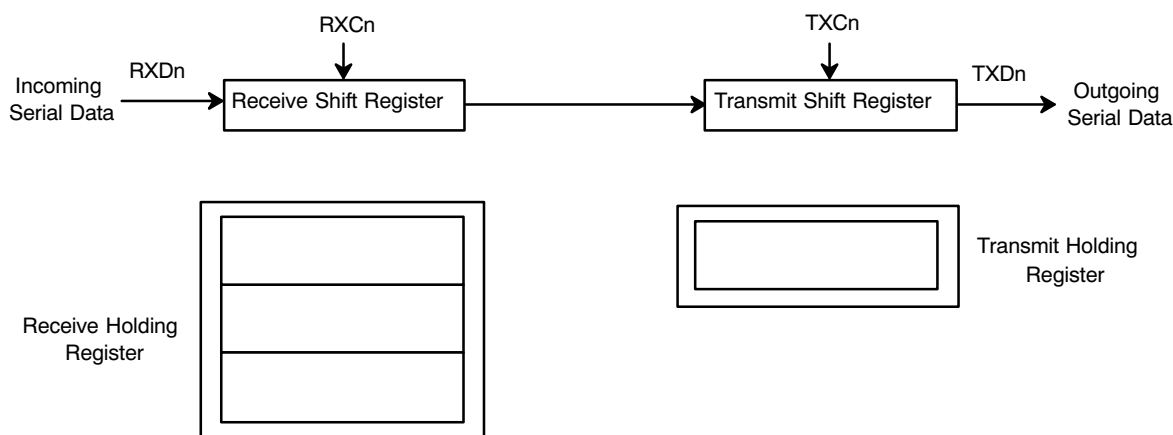 RXCn
TXCn
RXDn
TXDn
Incoming
Serial Data
Receive Shift Register
Transmit Shift Register
Outgoing
Serial Data
Receive Holding
Register
Transmit Holding
Register